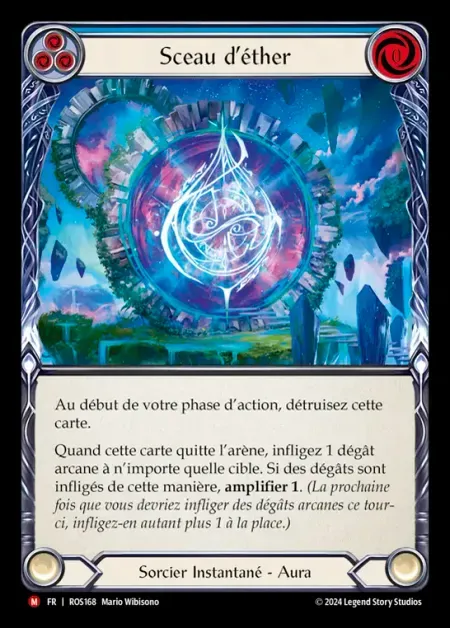 Sceau d'éther
0
Au début de votre phase d'action, détruisez cette
carte.
Quand cette carte quitte l'arène, infligez 1 dégât
arcane à n'importe quelle cible. Si des dégâts sont
infligés de cette manière, amplifier 1. (La prochaine
fois que vous devriez infliger des dégâts arcanes ce tour-
ci, infligez-en autant plus 1 à la place.)
Sorcier Instantané - Aura
M FR | ROS168 Mario Wibisono
© 2024 Legend Story Studios